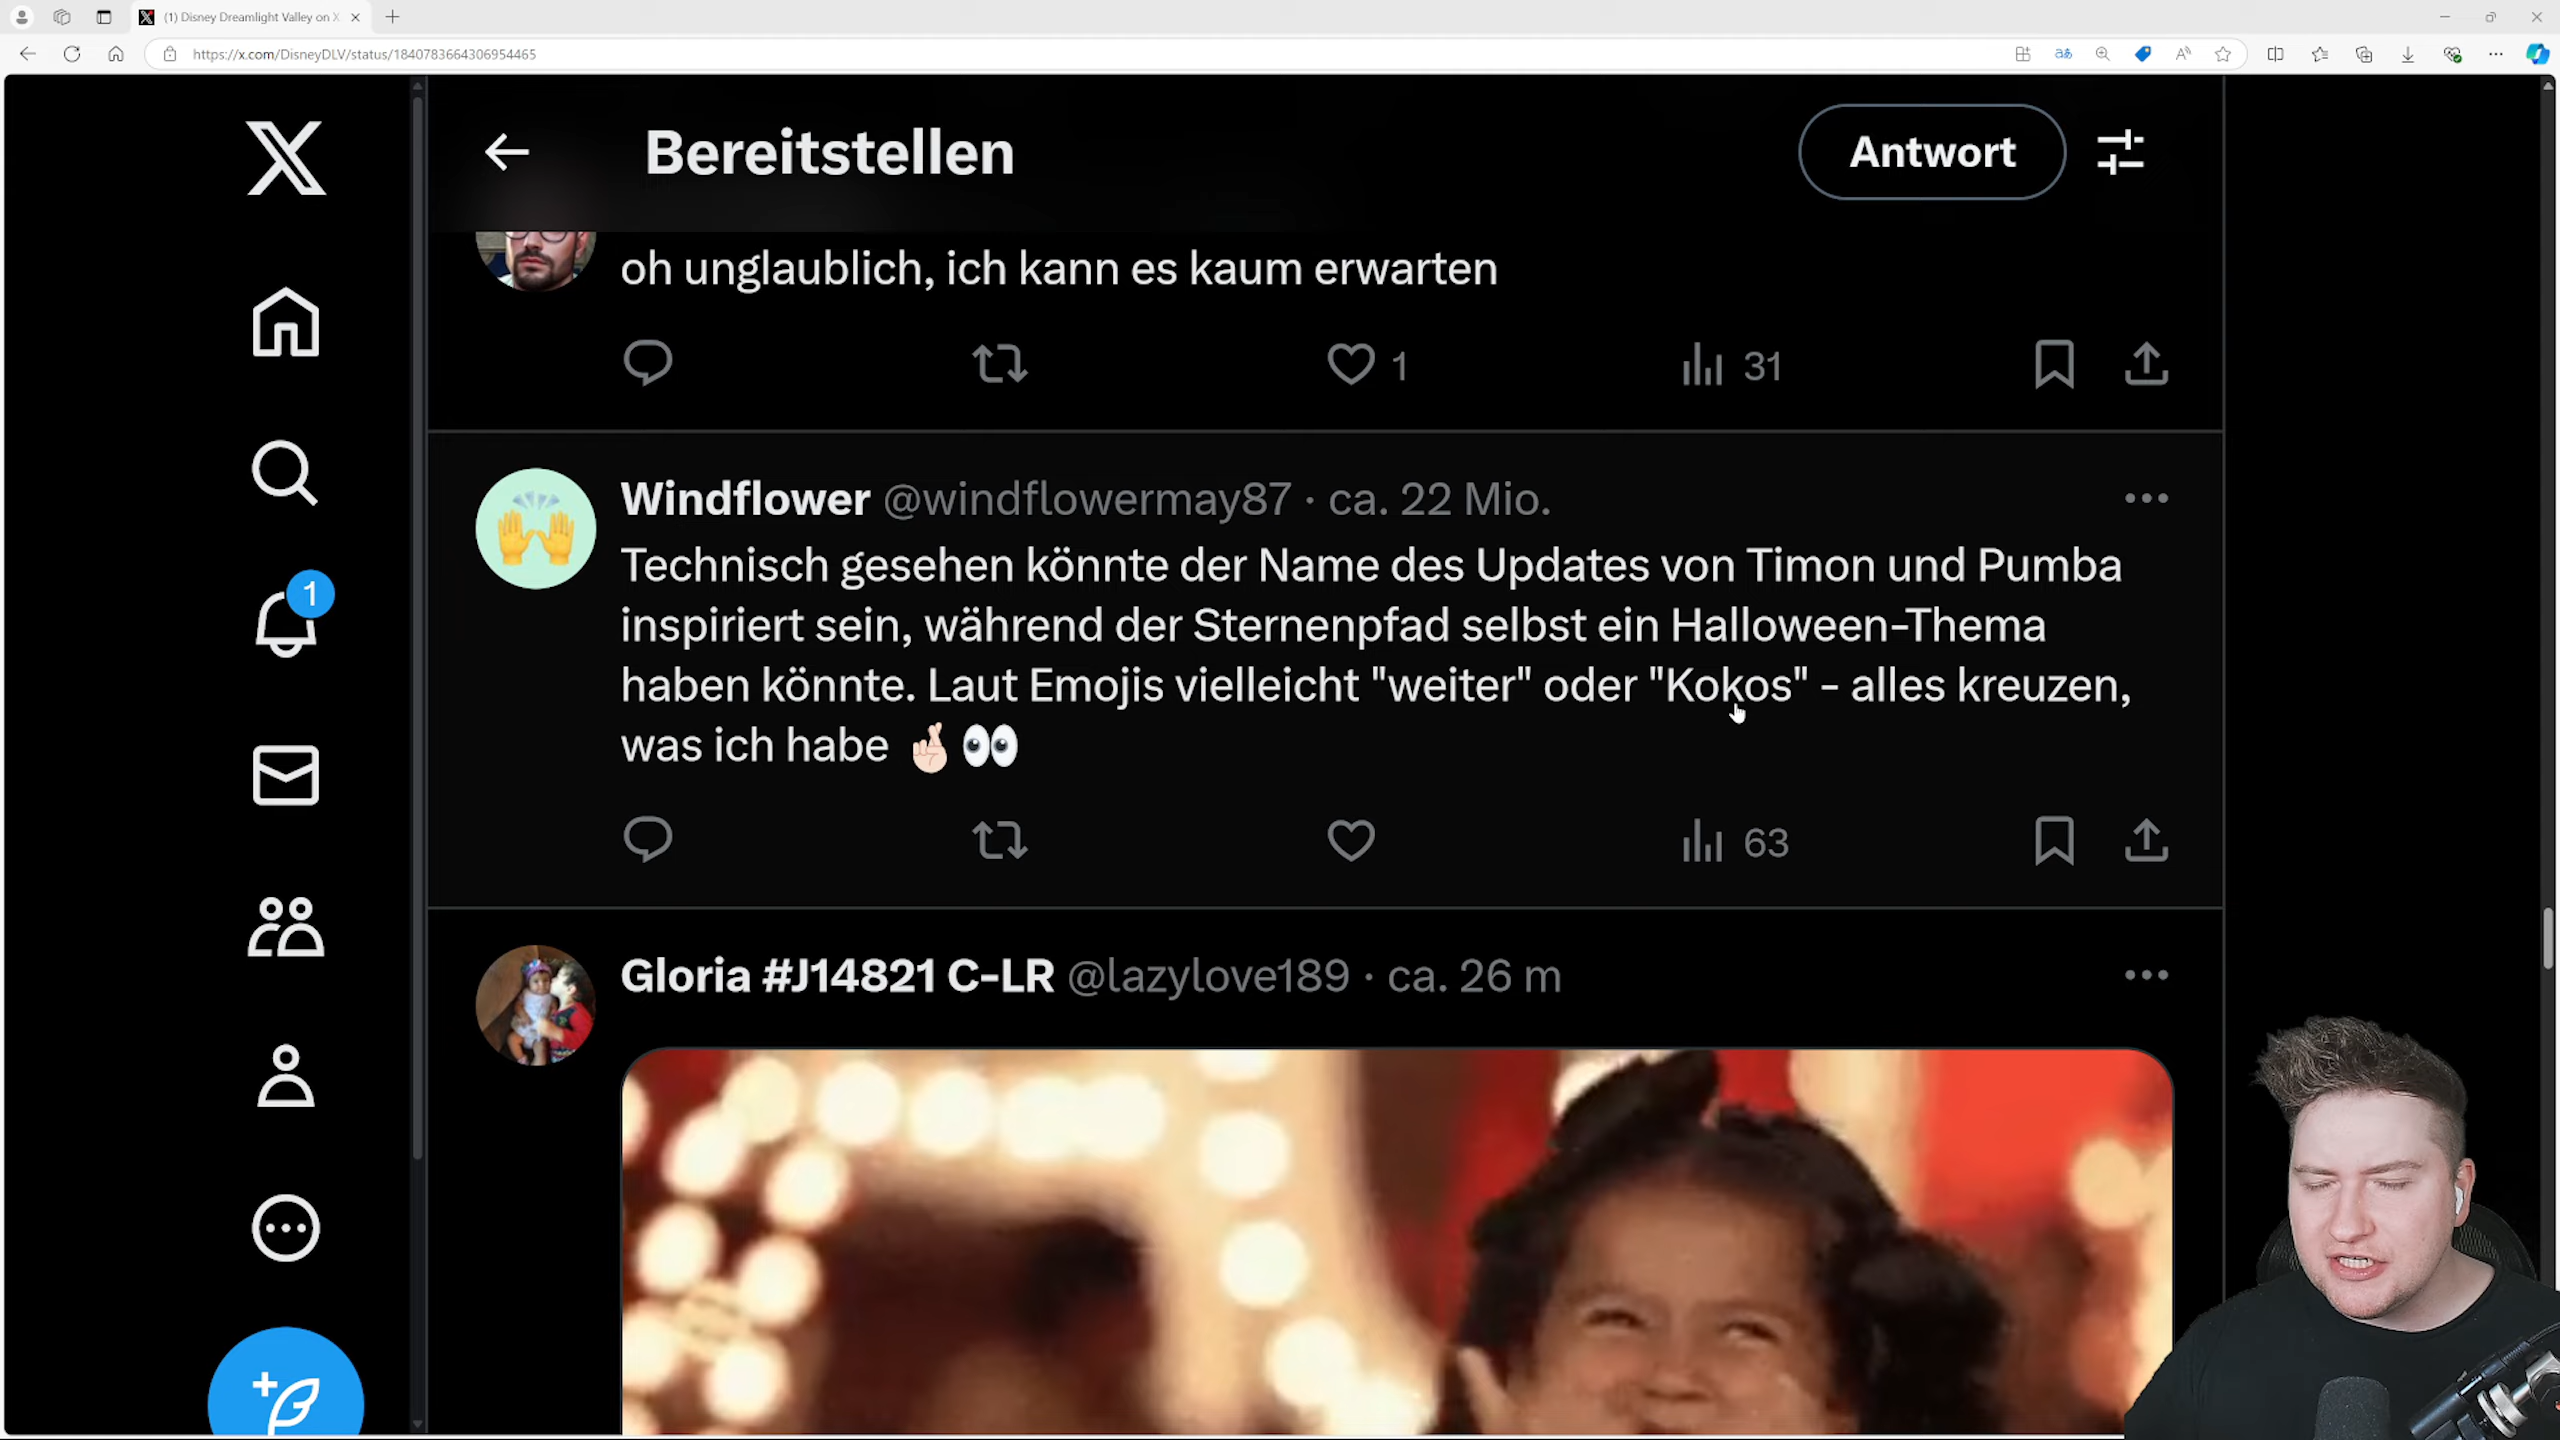 (1) Disney Dreamlight Valley on X
https://x.com/DisneyDLV/status/1840783664306954465
Bereitstellen
Antwort
oh unglaublich, ich kann es kaum erwarten
1
31
1
Windflower @windflowermay87 · ca. 22 Mio.
Technisch gesehen könnte der Name des Updates von Timon und Pumba
inspiriert sein, während der Sternenpfad selbst ein Halloween-Thema
haben könnte. Laut Emojis vielleicht "weiter" oder "Kokos" - alles kreuzen,
was ich habe 🤞🏻👀
63
Gloria #J14821 C-LR @lazylove189 · ca. 26 m